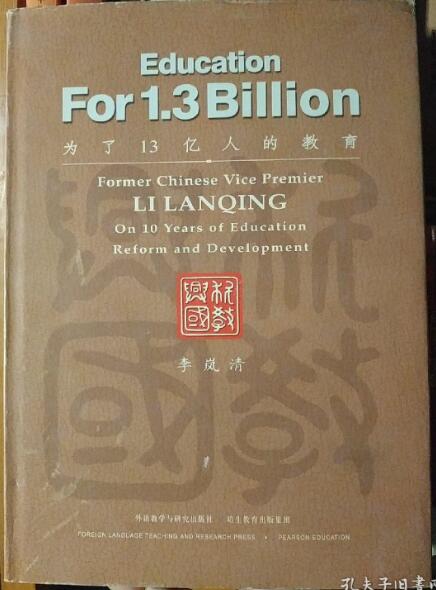 Education
For 1.3 Billion
为了13亿人的教育
Former Chinese Vice Premier
LI LANQING
On 10 Years of Education
Reform and Development
李岚清
外语教学与研究出版社 培生教育出版集团
FOREIGN LANGUAGE TEACHING AND RESEARCH PRESS • PEARSON EDUCATION
孔夫子旧书网